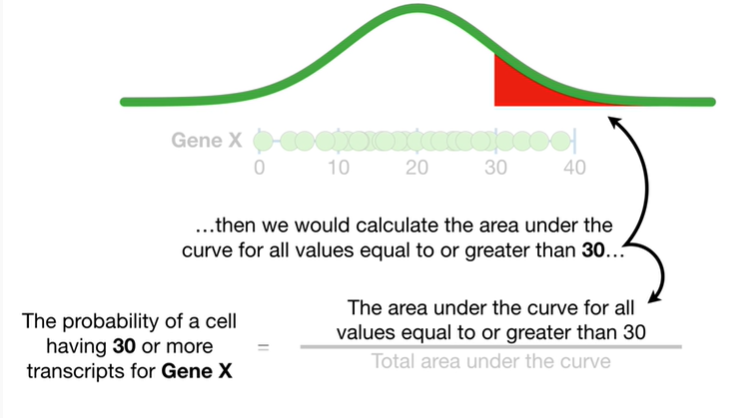 Gene X
0 10 20 30 40
...then we would calculate the area under the
curve for all values equal to or greater than 30...
The area under the curve for all
values equal to or greater than 30
The probability of a cell
having 30 or more
transcripts for Gene X
=
Total area under the curve